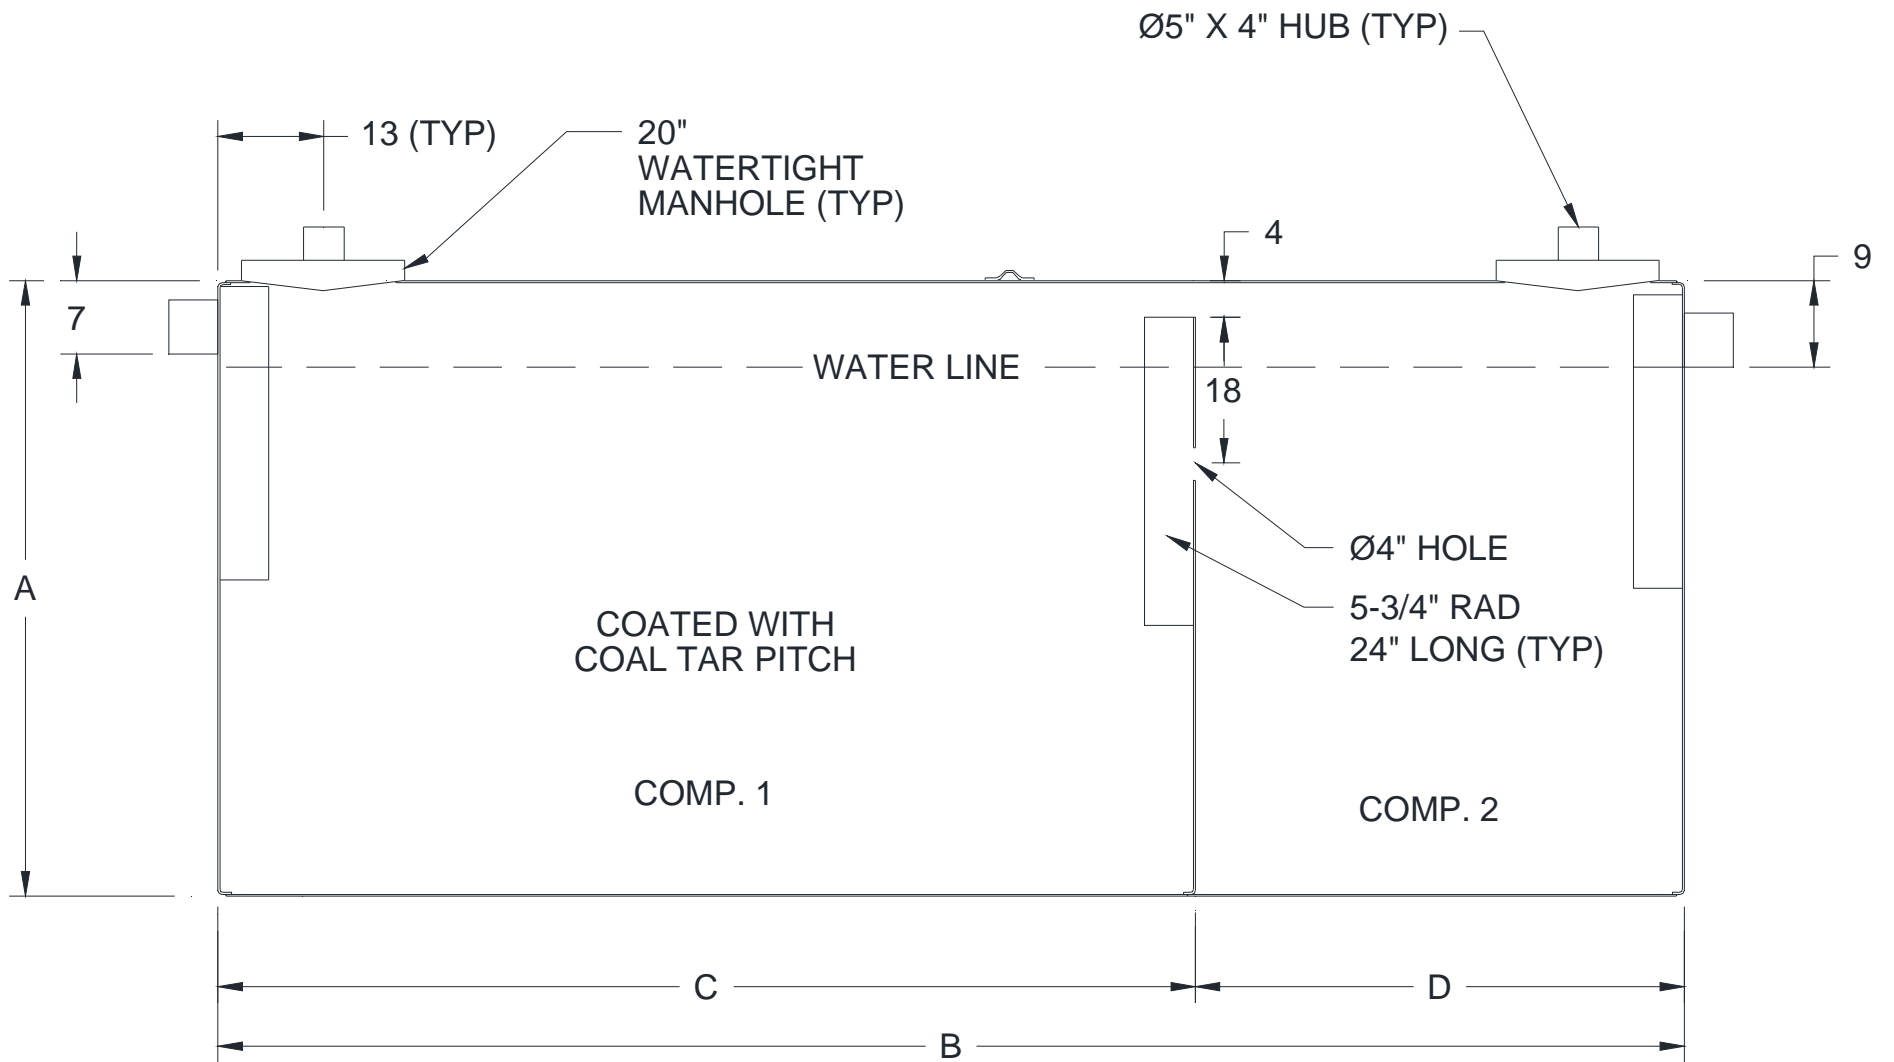 Ø5" X 4" HUB (TYP)
13 (TYP)
20"
WATERTIGHT
MANHOLE (TYP)
4
9
7
WATER LINE
18
Ø4" HOLE
A
5-3/4" RAD
24" LONG (TYP)
COATED WITH
COAL TAR PITCH
COMP. 1
COMP. 2
C
D
B